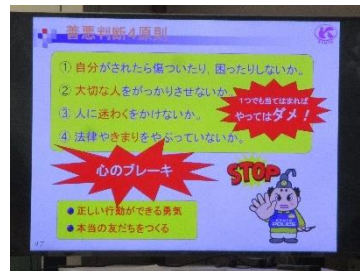 善悪判断4原則
① 自分がされたら傷ついたり、困ったりしないか。
② 大切な人をがっかりさせないか。
③ 人に迷わくをかけないか。
④ 法律やきまりをやぶっていないか。
1つでも当てはまれば
やってはダメ!
心のブレーキ
STOP
● 正しい行動ができる勇気
● 本当の友だちをつくる
POLICE
47